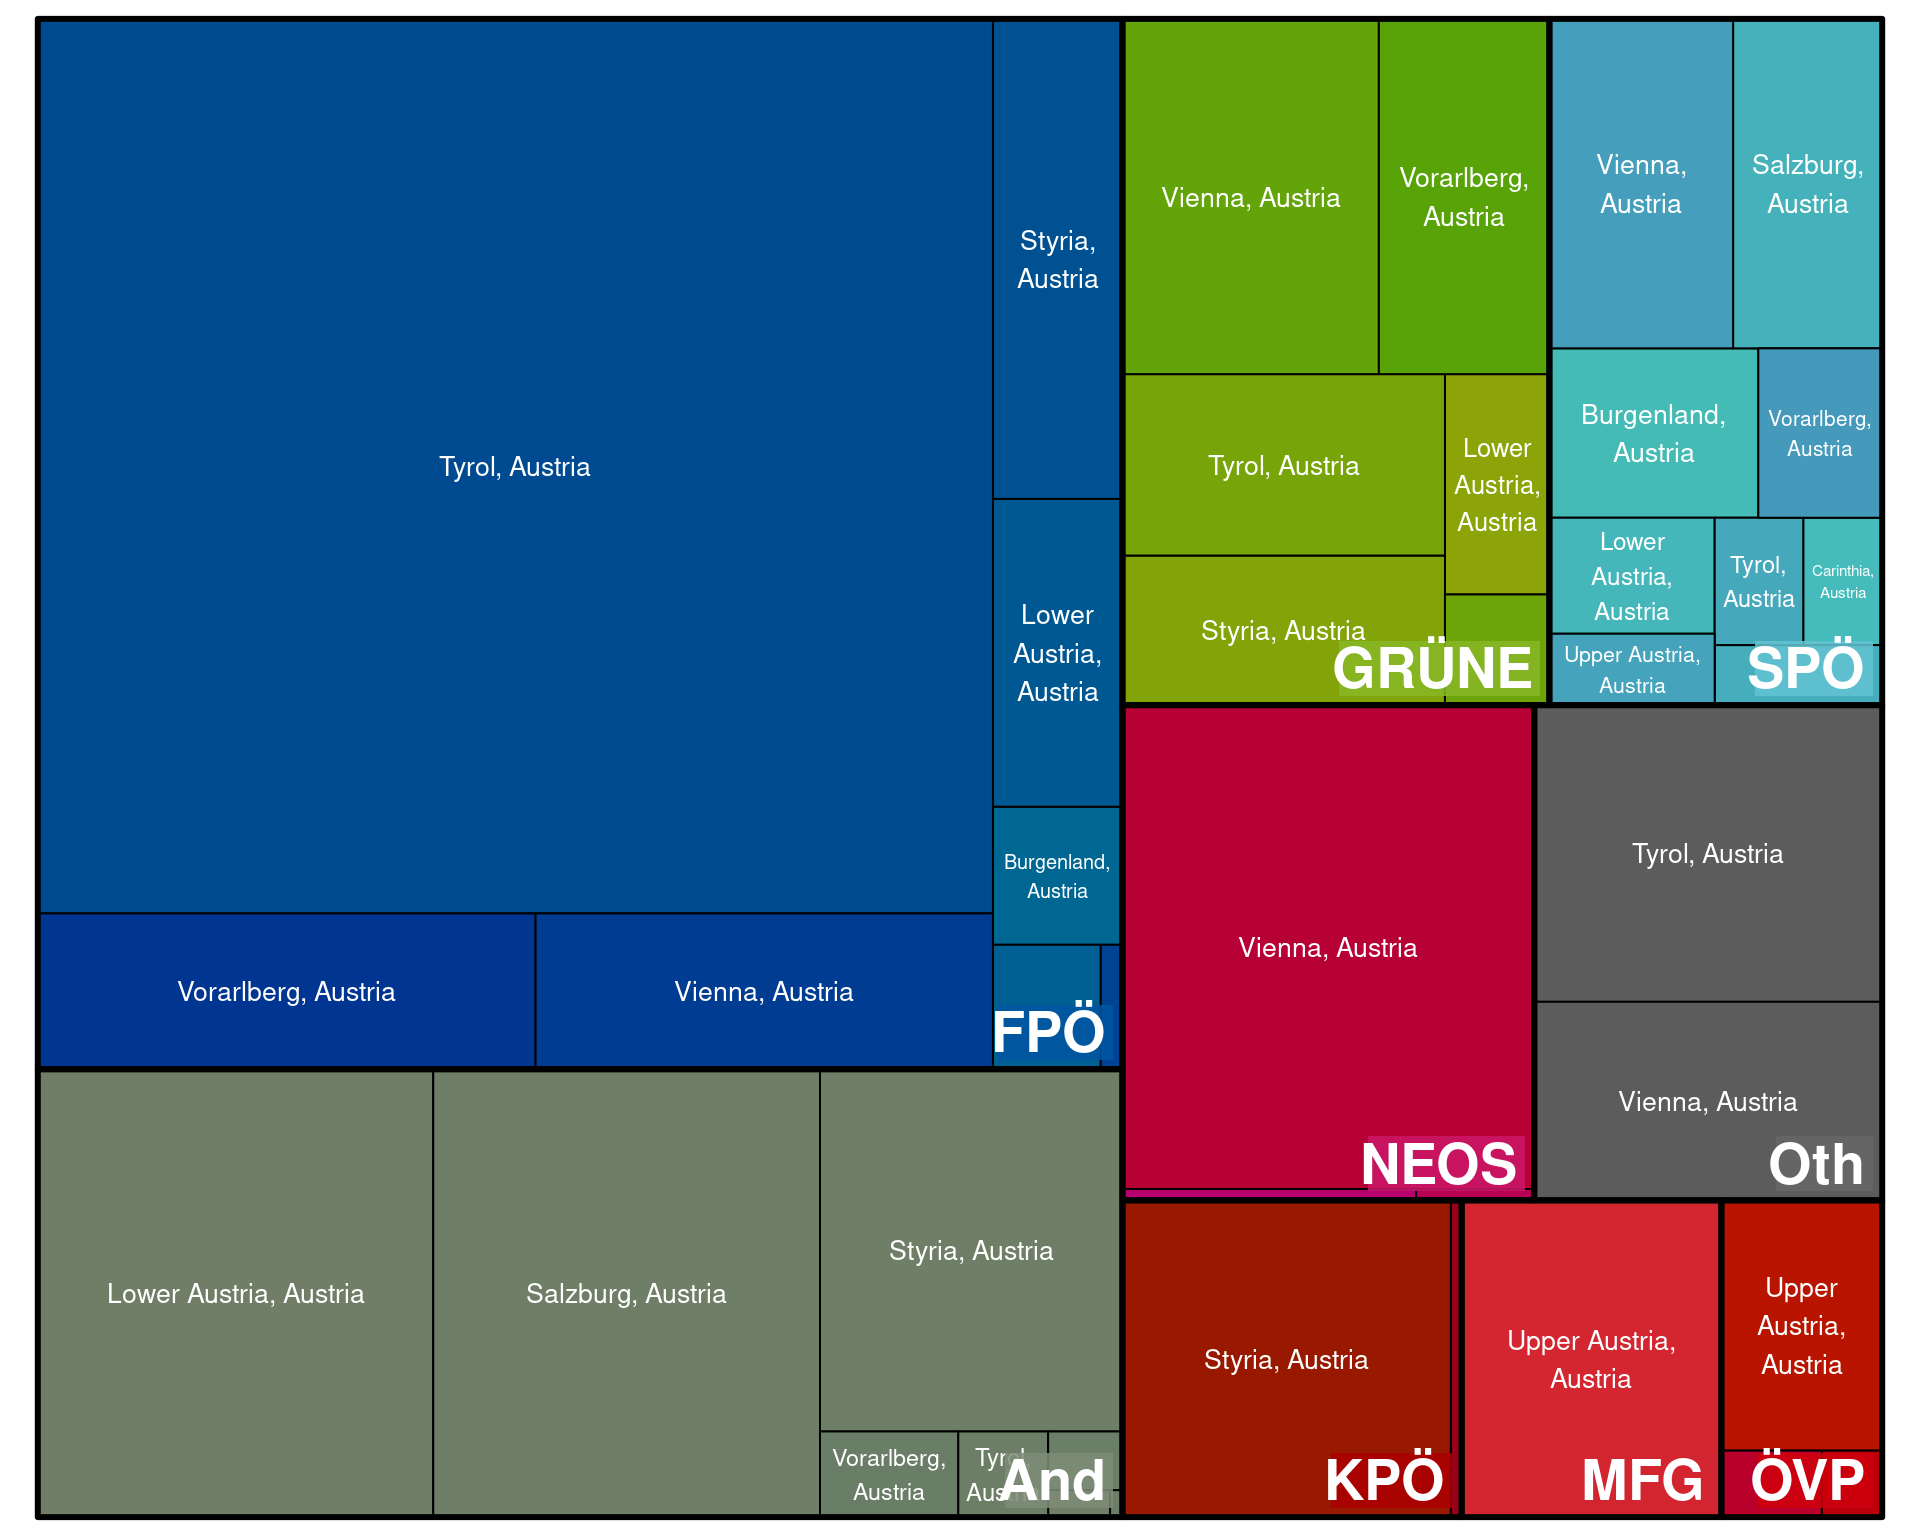 Tyrol, Austria
Styria,
Austria
Lower
Austria,
Austria
Burgenland,
Austria
Vorarlberg, Austria
Vienna, Austria
FPÖ
Lower Austria, Austria
Salzburg, Austria
Styria, Austria
Vorarlberg,
Austria
Tyrol,
Austria
And
Vienna, Austria
Vorarlberg,
Austria
Tyrol, Austria
Lower
Austria,
Austria
Styria, Austria
GRÜNE
Vienna,
Austria
Salzburg,
Austria
Burgenland,
Austria
Vorarlberg,
Austria
Lower
Austria,
Austria
Tyrol,
Austria
Carinthia,
Austria
Upper Austria,
Austria
SPÖ
Vienna, Austria
NEOS
Tyrol, Austria
Vienna, Austria
Oth
Styria, Austria
KPÖ
Upper Austria,
Austria
MFG
Upper
Austria,
Austria
ÖVP